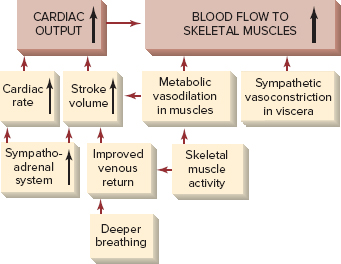 CARDIAC
OUTPUT
BLOOD FLOW TO
SKELETAL MUSCLES
Cardiac
rate
Stroke
volume
Metabolic
vasodilation
in muscles
Sympathetic
vasoconstriction
in viscera
Sympatho-
adrenal
system
Improved
venous
return
Skeletal
muscle
activity
Deeper
breathing